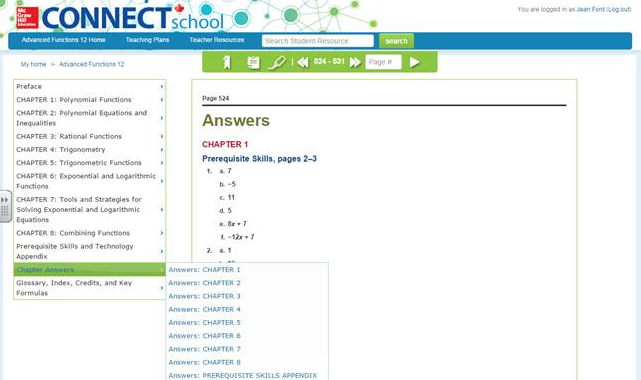 Mc
Graw
Hill
Education
CONNECT school
You are logged in as Jean Ford (Log out)
Advanced Functions 12 Home
Teaching Plans
Teacher Resources
Search Student Resource
search
My home
Advanced Functions 12
524 - 531
Page #
Preface
CHAPTER 1: Polynomial Functions
CHAPTER 2: Polynomial Equations and
Inequalities
CHAPTER 3: Rational Functions
CHAPTER 4: Trigonometry
CHAPTER 5: Trigonometric Functions
CHAPTER 6: Exponential and Logarithmic
Functions
CHAPTER 7: Tools and Strategies for
Solving Exponential and Logarithmic
Equations
CHAPTER 8: Combining Functions
Prerequisite Skills and Technology
Appendix
Chapter Answers
Glossary, Index, Credits, and Key
Formulas
Answers: CHAPTER 1
Answers: CHAPTER 2
Answers: CHAPTER 3
Answers: CHAPTER 4
Answers: CHAPTER 5
Answers: CHAPTER 6
Answers: CHAPTER 7
Answers: CHAPTER 8
Answers: PREREQUISITE SKILLS APPENDIX
Page 524
Answers
CHAPTER 1
Prerequisite Skills, pages 2–3
1. a. 7
b. −5
c. 11
d. 5
e. 8x + 7
f. −12x + 7
2. a. 1